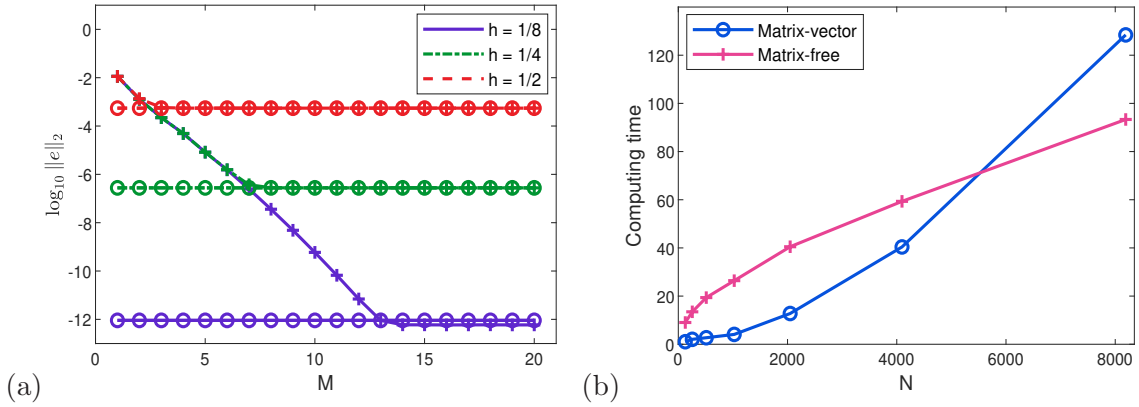 0
-2
-4
-6
-8
-10
-12
log₁₀ ‖e‖₂
h = 1/8
h = 1/4
h = 1/2
0 5 10 15 20
M
(a)
120
100
80
60
40
20
0
Computing time
Matrix-vector
Matrix-free
0 2000 4000 6000 8000
N
(b)